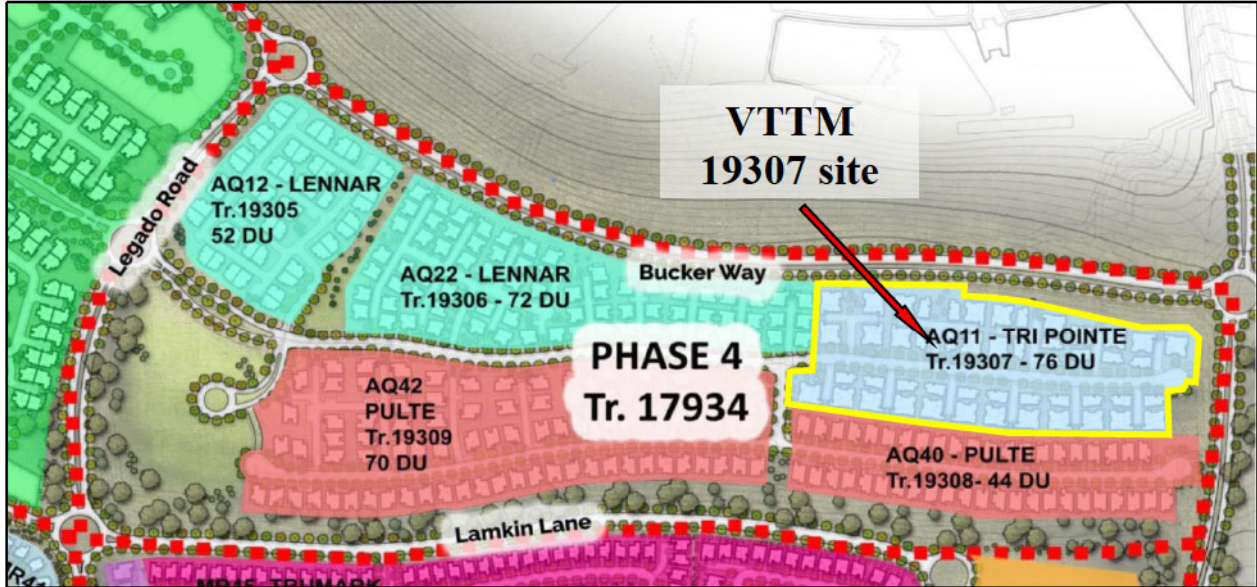 VTTM
19307 site
Legado Road
AQ12 - LENNAR
Tr.19305
52 DU
AQ22 - LENNAR
Tr.19306 - 72 DU
Bucker Way
AQ11 - TRI POINTE
Tr.19307 - 76 DU
PHASE 4
Tr. 17934
AQ42
PULTE
Tr.19309
70 DU
AQ40 - PULTE
Tr.19308- 44 DU
Lamkin Lane
TRUMARK